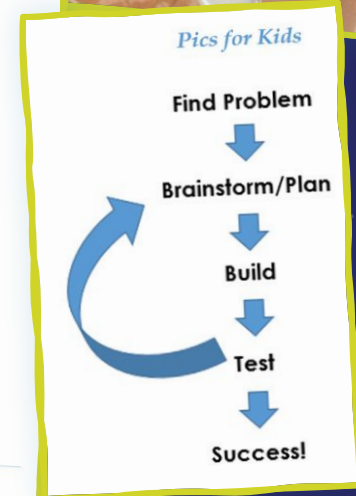 Pics for Kids
Find Problem
Brainstorm/Plan
Build
Test
Success!